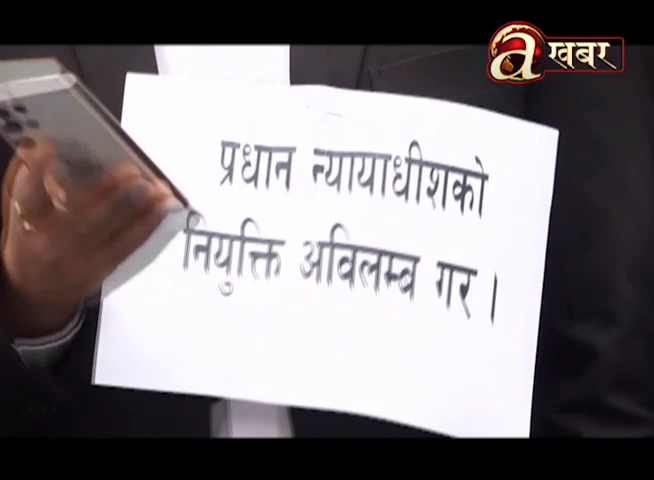 a खबर
प्रधान न्यायाधीशको
नियुक्ति अविलम्ब गर ।